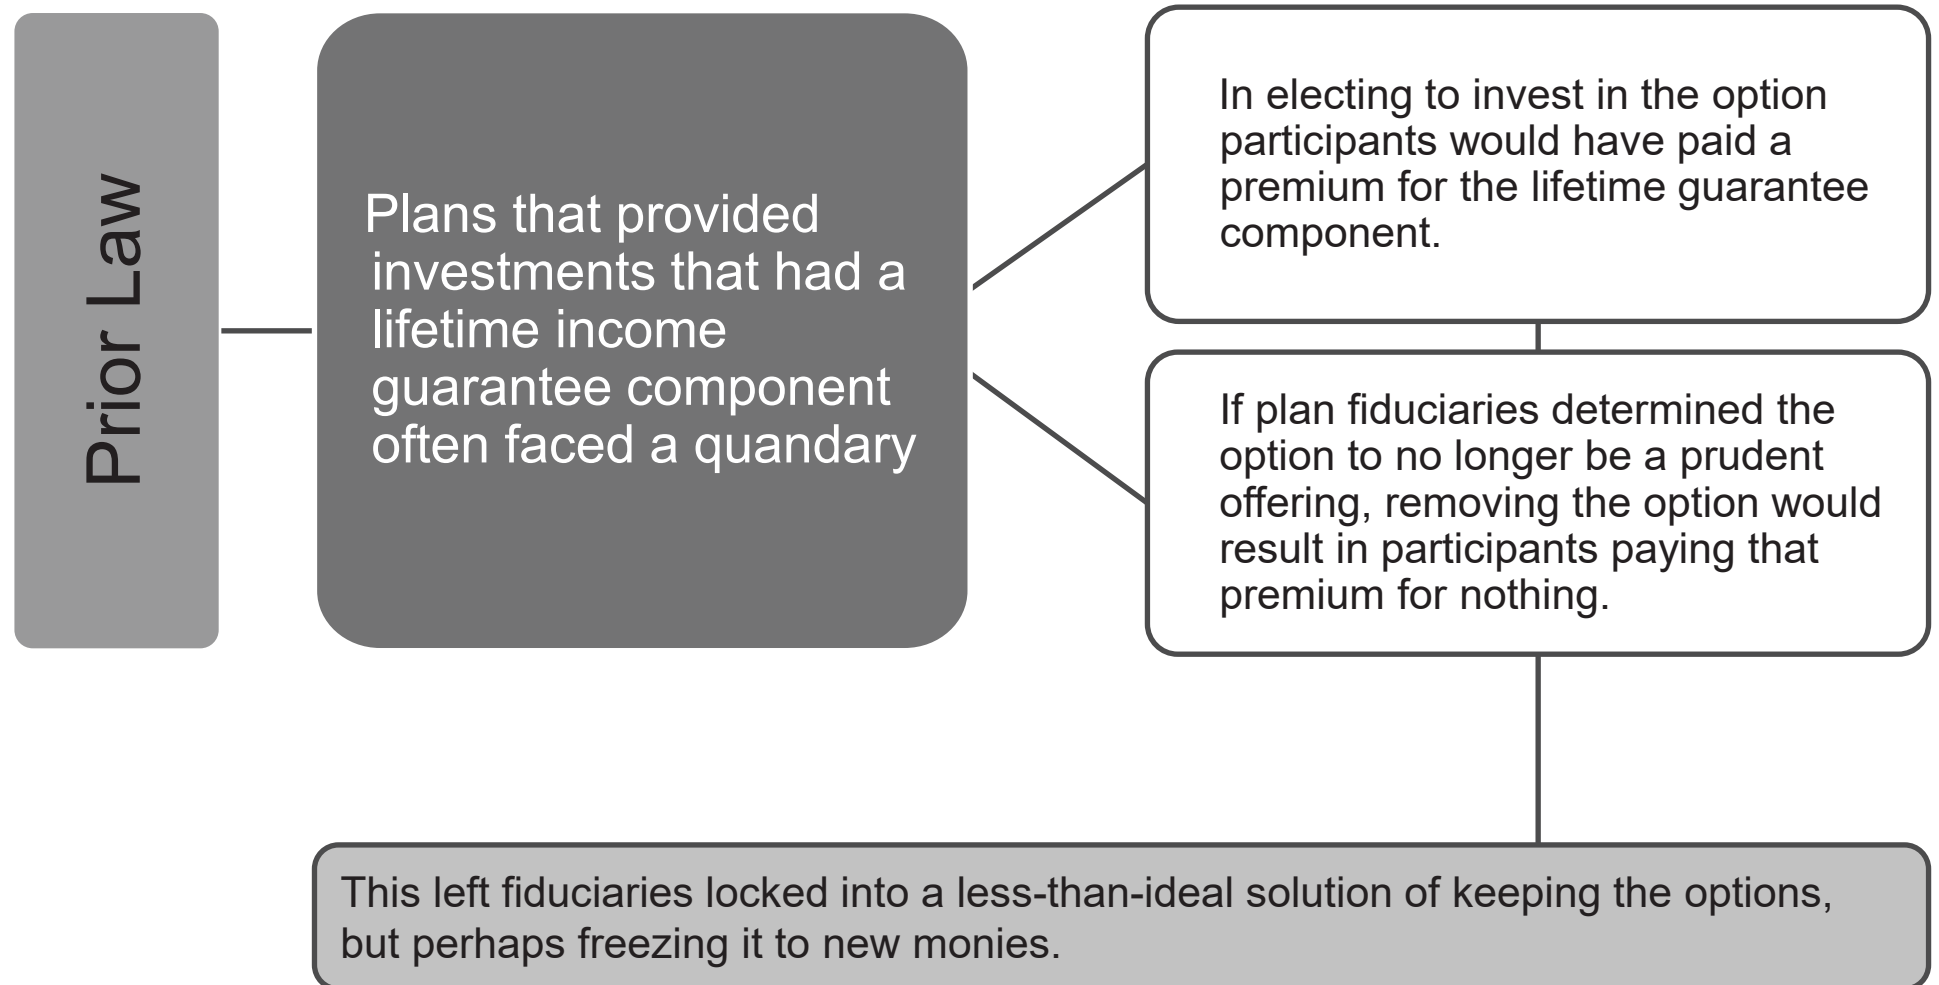 Prior Law
Plans that provided
investments that had a
lifetime income
guarantee component
often faced a quandary
In electing to invest in the option
participants would have paid a
premium for the lifetime guarantee
component.
If plan fiduciaries determined the
option to no longer be a prudent
offering, removing the option would
result in participants paying that
premium for nothing.
This left fiduciaries locked into a less-than-ideal solution of keeping the options,
but perhaps freezing it to new monies.